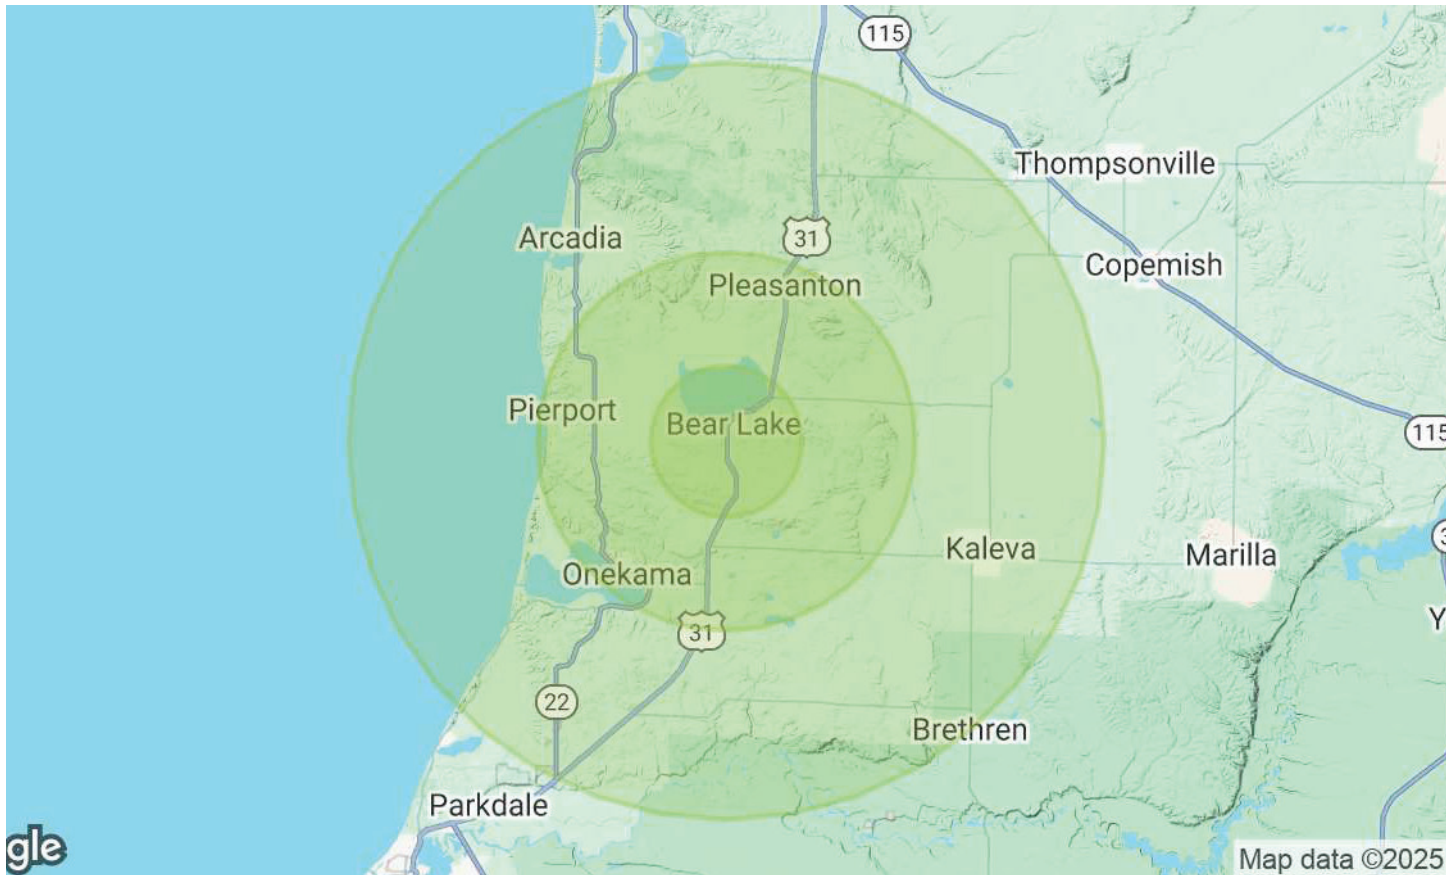 115
Thompsonville
Arcadia
31
Copemish
Pleasanton
Pierport
Bear Lake
115
Kaleva
Marilla
Onekama
31
22
Brethren
Parkdale
gle
Map data ©2025